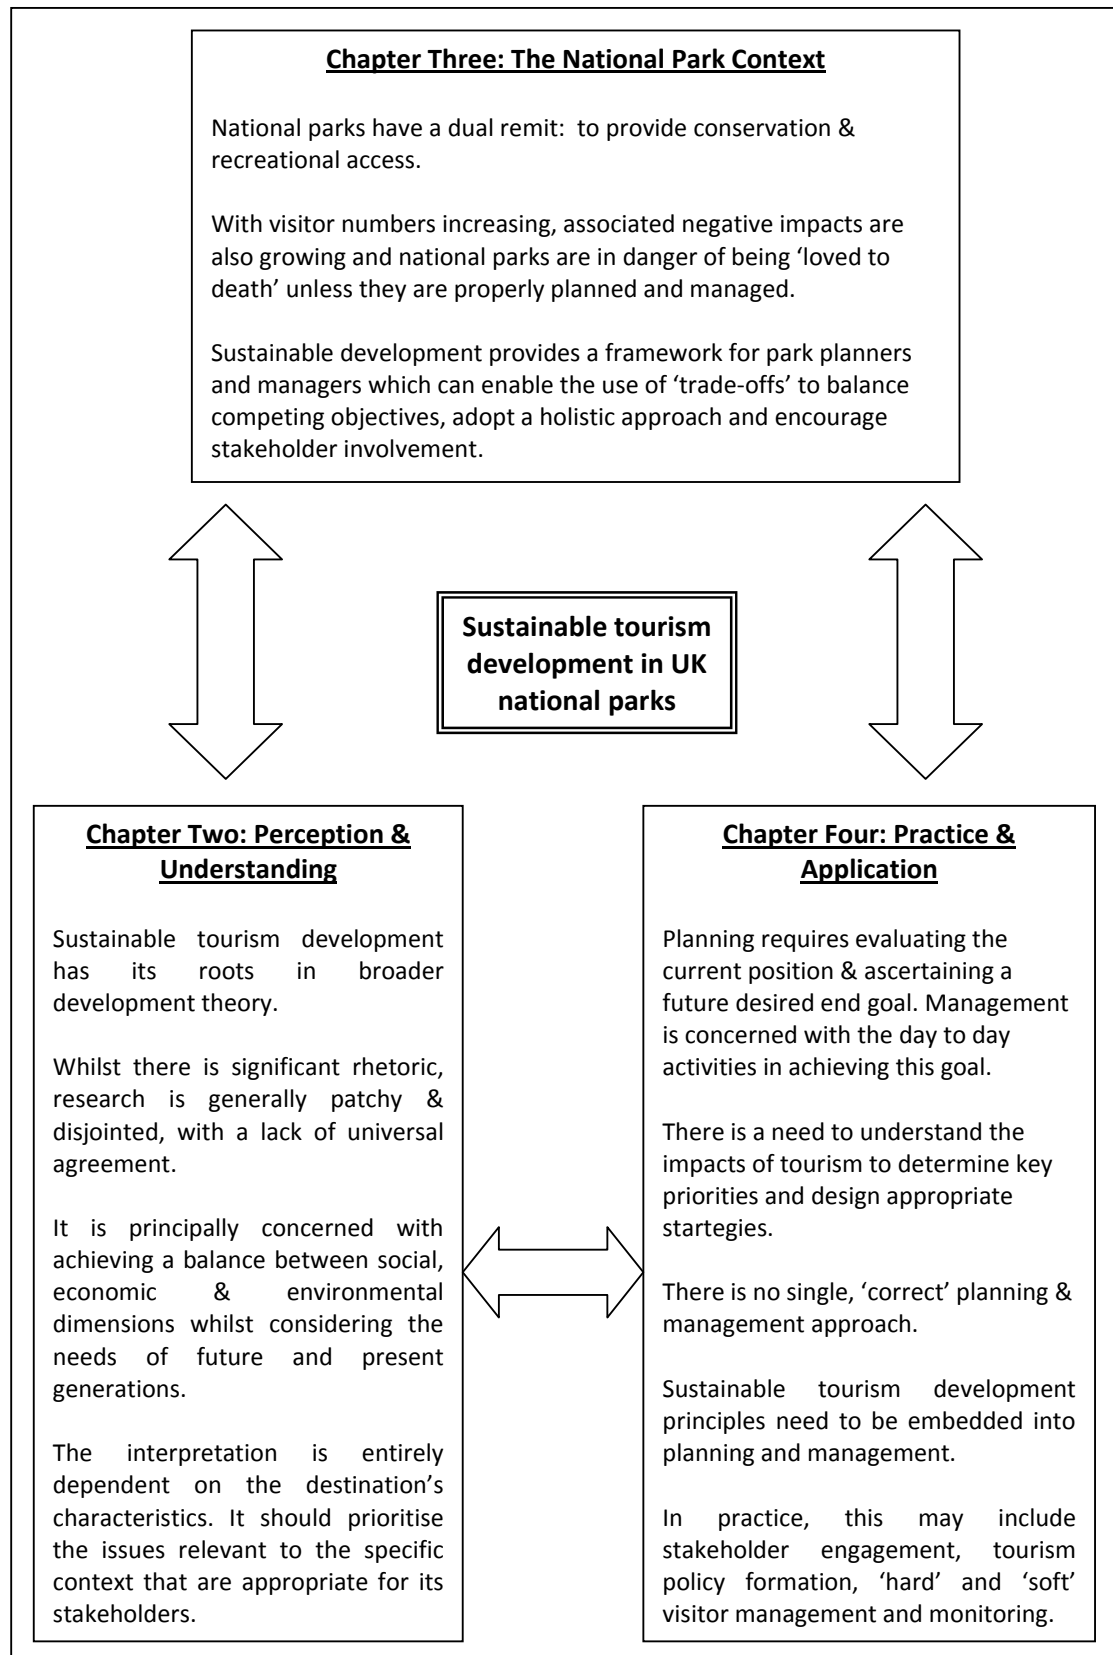 Chapter Three: The National Park Context
National parks have a dual remit:  to provide conservation &
recreational access.
With visitor numbers increasing, associated negative impacts are
also growing and national parks are in danger of being ‘loved to
death’ unless they are properly planned and managed.
Sustainable development provides a framework for park planners
and managers which can enable the use of ‘trade-offs’ to balance
competing objectives, adopt a holistic approach and encourage
stakeholder involvement.
Sustainable tourism
development in UK
national parks
Chapter Two: Perception &
Understanding
Sustainable tourism development
has its roots in broader
development theory.
Whilst there is significant rhetoric,
research is generally patchy &
disjointed, with a lack of universal
agreement.
It is principally concerned with
achieving a balance between social,
economic & environmental
dimensions whilst considering the
needs of future and present
generations.
The interpretation is entirely
dependent on the destination’s
characteristics. It should prioritise
the issues relevant to the specific
context that are appropriate for its
stakeholders.
Chapter Four: Practice &
Application
Planning requires evaluating the
current position & ascertaining a
future desired end goal. Management
is concerned with the day to day
activities in achieving this goal.
There is a need to understand the
impacts of tourism to determine key
priorities and design appropriate
startegies.
There is no single, ‘correct’ planning &
management approach.
Sustainable tourism development
principles need to be embedded into
planning and management.
In practice, this may include
stakeholder engagement, tourism
policy formation, ‘hard’ and ‘soft’
visitor management and monitoring.